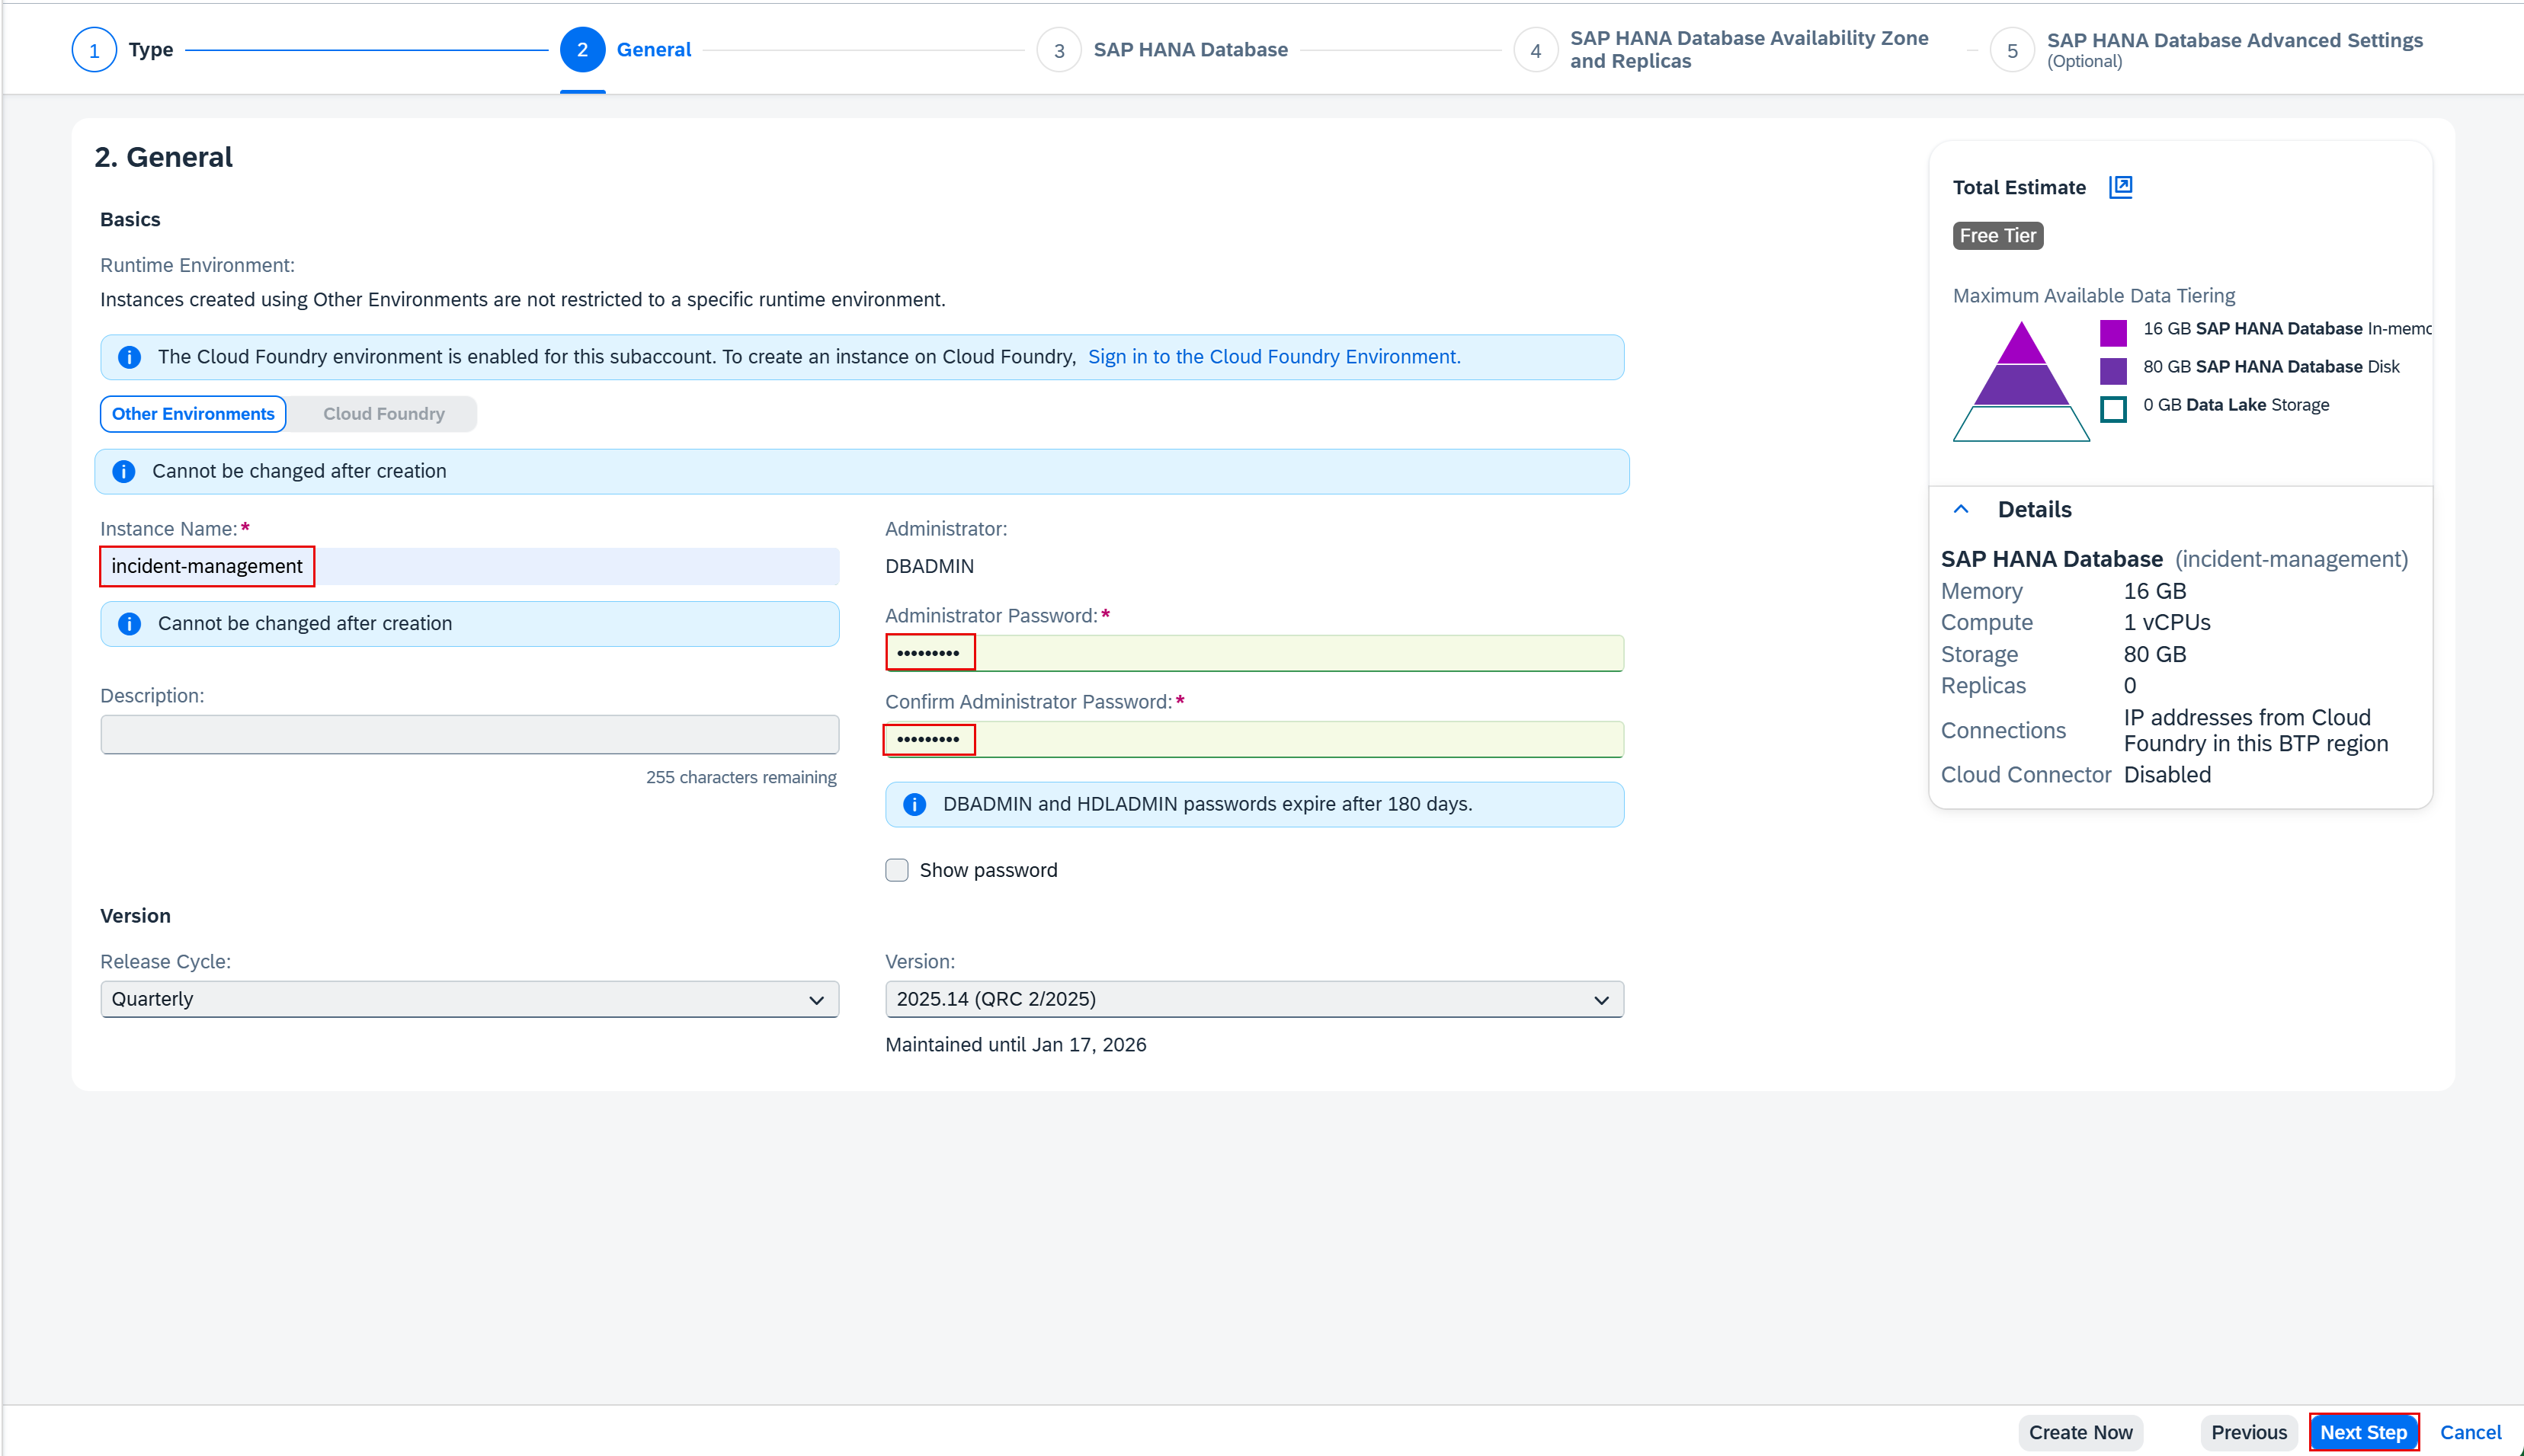 1 Type
2 General
3 SAP HANA Database
4 SAP HANA Database Availability Zone
and Replicas
5 SAP HANA Database Advanced Settings
(Optional)
2. General
Basics
Runtime Environment:
Instances created using Other Environments are not restricted to a specific runtime environment.
The Cloud Foundry environment is enabled for this subaccount. To create an instance on Cloud Foundry, Sign in to the Cloud Foundry Environment.
Other Environments
Cloud Foundry
Cannot be changed after creation
Instance Name:*
incident-management
Cannot be changed after creation
Description:
255 characters remaining
Administrator:
DBADMIN
Administrator Password:*
•••••••••
Confirm Administrator Password:*
•••••••••
DBADMIN and HDLADMIN passwords expire after 180 days.
Show password
Version
Release Cycle:
Quarterly
Version:
2025.14 (QRC 2/2025)
Maintained until Jan 17, 2026
Total Estimate
Free Tier
Maximum Available Data Tiering
16 GB SAP HANA Database In-memo
80 GB SAP HANA Database Disk
0 GB Data Lake Storage
Details
SAP HANA Database (incident-management)
Memory 16 GB
Compute 1 vCPUs
Storage 80 GB
Replicas 0
Connections IP addresses from Cloud
Foundry in this BTP region
Cloud Connector Disabled
Create Now
Previous
Next Step
Cancel